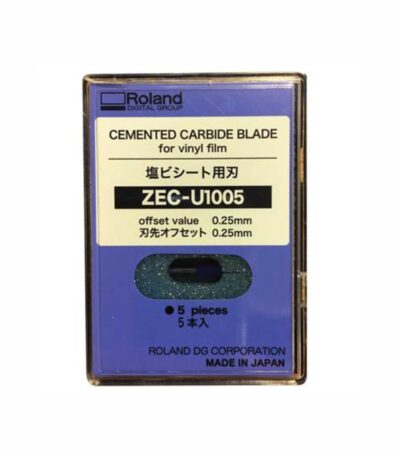 Roland
DIGITAL GROUP
CEMENTED CARBIDE BLADE
for vinyl film
塩ビシート用刃
ZEC-U1005
offset value 0.25mm
刃先オフセット 0.25mm
● 5 pieces
5本入
ROLAND DG CORPORATION
MADE IN JAPAN